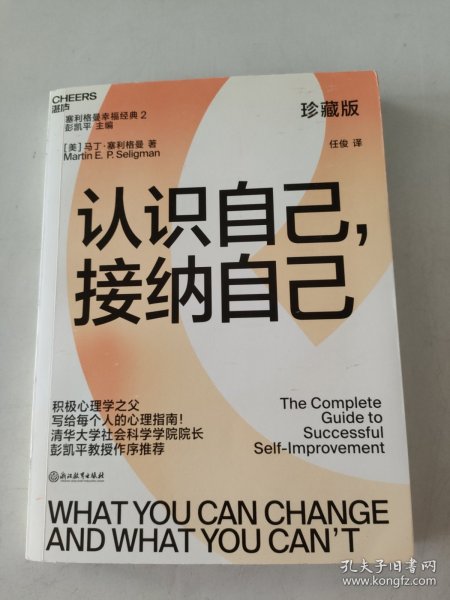 CHEERS
湛庐
塞利格曼幸福经典 2
彭凯平 主编
[美] 马丁·塞利格曼 著
Martin E. P. Seligman
珍藏版
任俊 译
认识自己，
接纳自己
积极心理学之父
写给每个人的心理指南！
清华大学社会科学学院院长
彭凯平教授作序推荐
The Complete
Guide to
Successful
Self-Improvement
浙江教育出版社
WHAT YOU CAN CHANGE
AND WHAT YOU CAN'T
孔夫子旧书网
www.kongfz.com